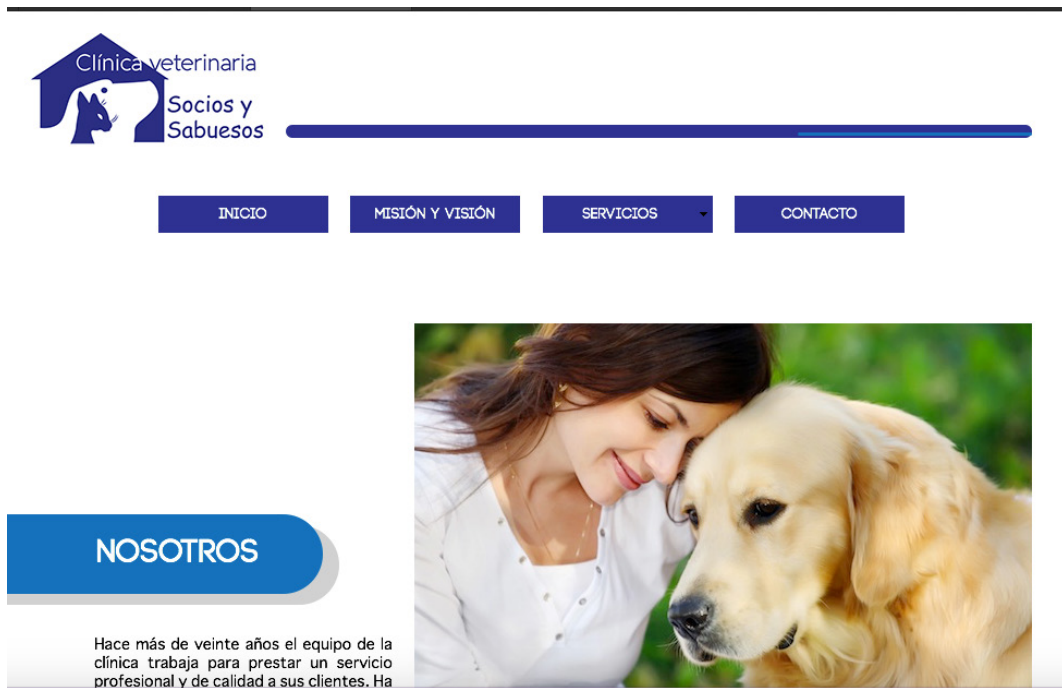 Clínica veterinaria
Socios y
Sabuesos
INICIO
MISIÓN Y VISIÓN
SERVICIOS
CONTACTO
NOSOTROS
Hace más de veinte años el equipo de la
clínica trabaja para prestar un servicio
profesional y de calidad a sus clientes. Ha